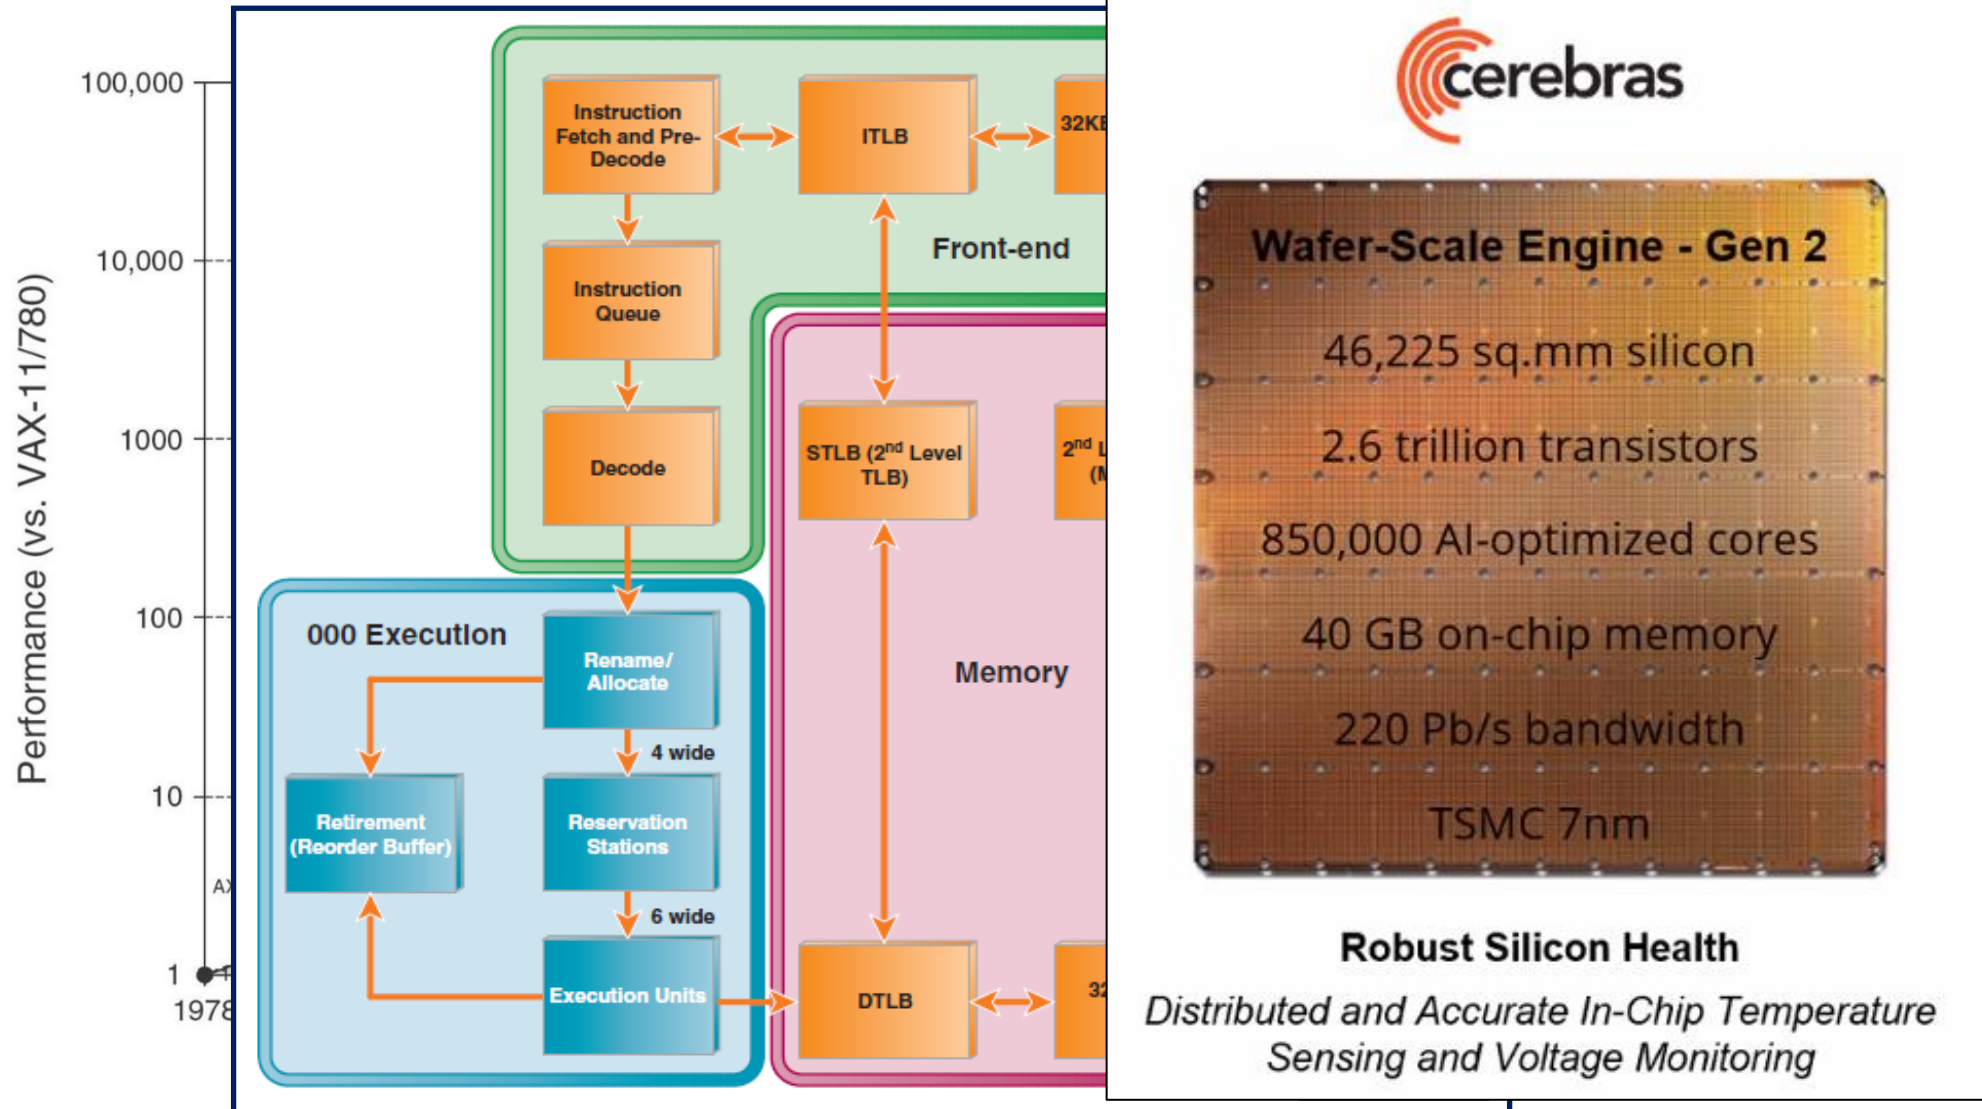 Performance (vs. VAX-11/780)
100,000
10,000
1000
100
10
1
1978
Instruction
Fetch and Pre-
Decode
ITLB
Front-end
Instruction
Queue
Decode
STLB (2nd Level
TLB)
2nd
000 Execution
Rename/
Allocate
Memory
4 wide
Retirement
(Reorder Buffer)
Reservation
Stations
6 wide
Execution Units
DTLB
cerebras
Wafer-Scale Engine - Gen 2
46,225 sq.mm silicon
2.6 trillion transistors
850,000 AI-optimized cores
40 GB on-chip memory
220 Pb/s bandwidth
TSMC 7nm
Robust Silicon Health
Distributed and Accurate In-Chip Temperature
Sensing and Voltage Monitoring